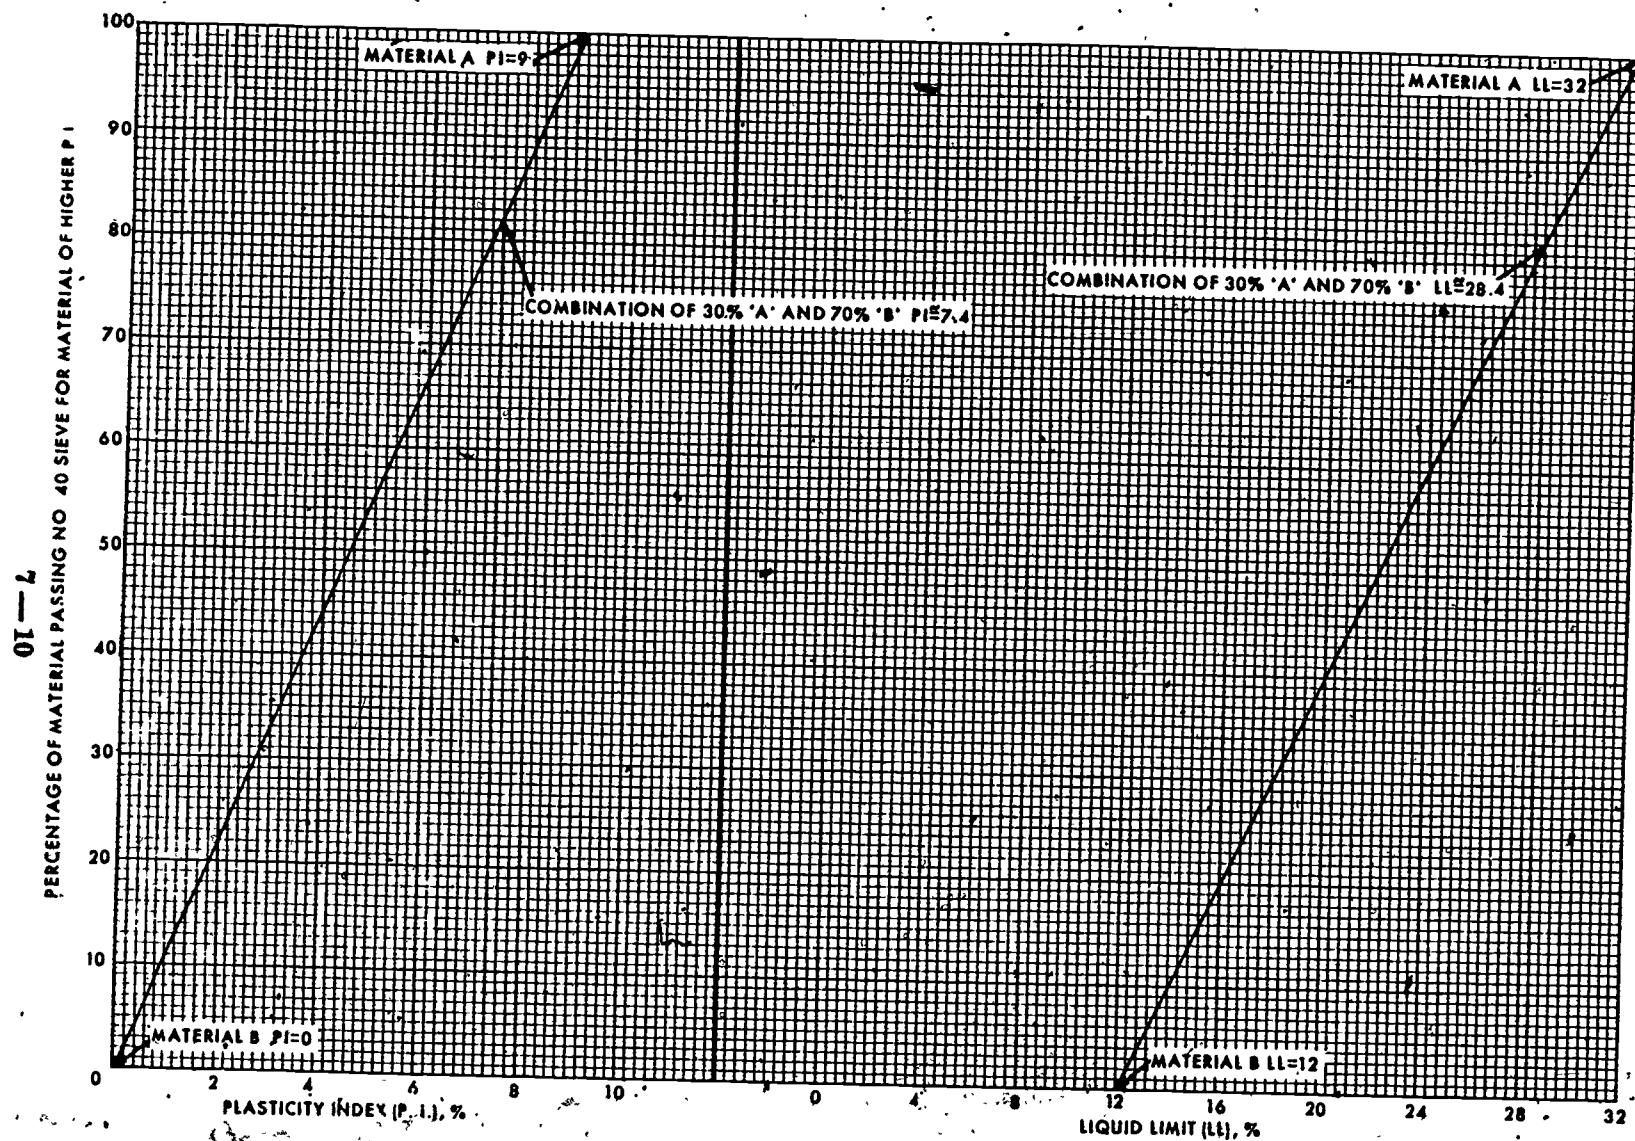 100
MATERIAL A PI=9
MATERIAL A LL=32
90
80
COMBINATION OF 30% 'A' AND 70% 'B' LL≅28.4
COMBINATION OF 30% 'A' AND 70% 'B' PI≅7.4
70
60
50
40
30
20
10
0
PERCENTAGE OF MATERIAL PASSING NO 40 SIEVE FOR MATERIAL OF HIGHER P I
7—10
MATERIAL B PI=0
MATERIAL B LL=12
2 4 6 8 10 0 4 8 12 16 20 24 28 32
PLASTICITY INDEX (P. I.), %
LIQUID LIMIT (LL), %